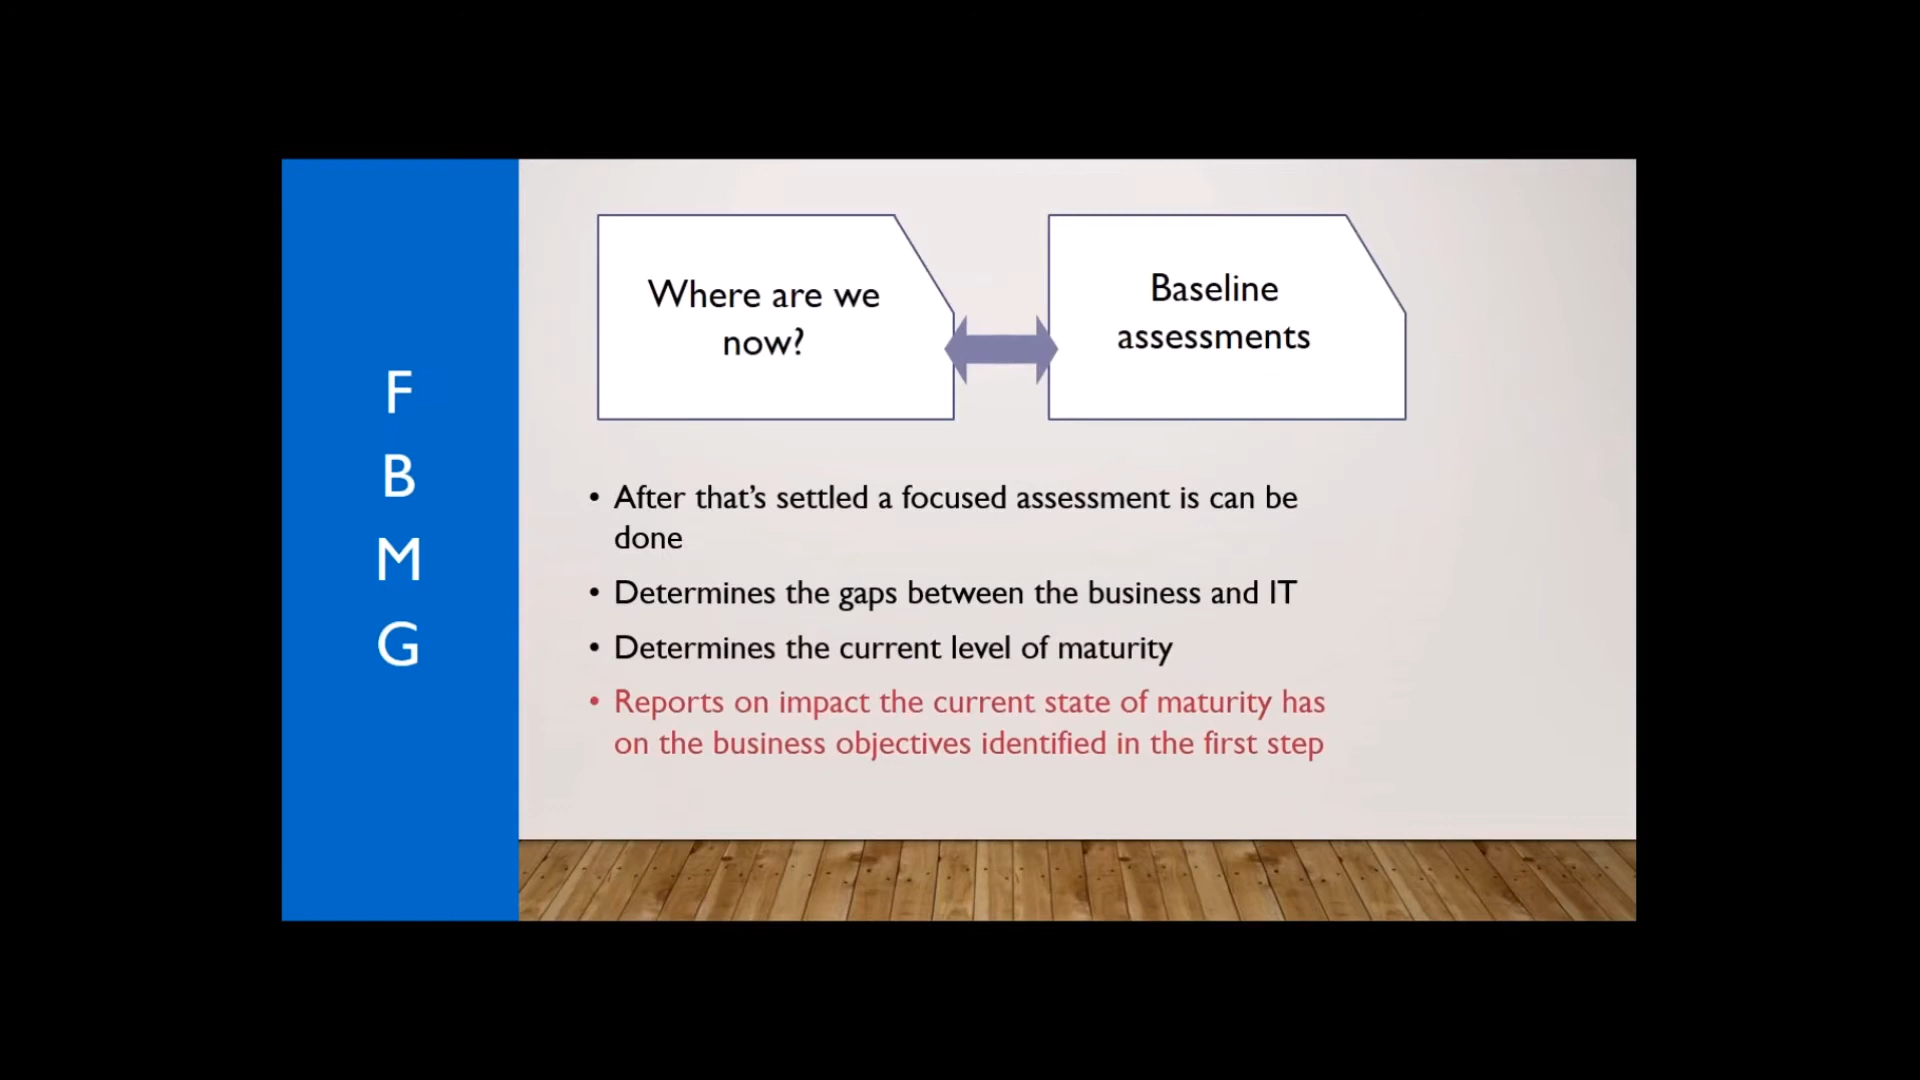 F
B
M
G
Where are we
now?
Baseline
assessments
• After that’s settled a focused assessment is can be
done
• Determines the gaps between the business and IT
• Determines the current level of maturity
• Reports on impact the current state of maturity has
on the business objectives identified in the first step